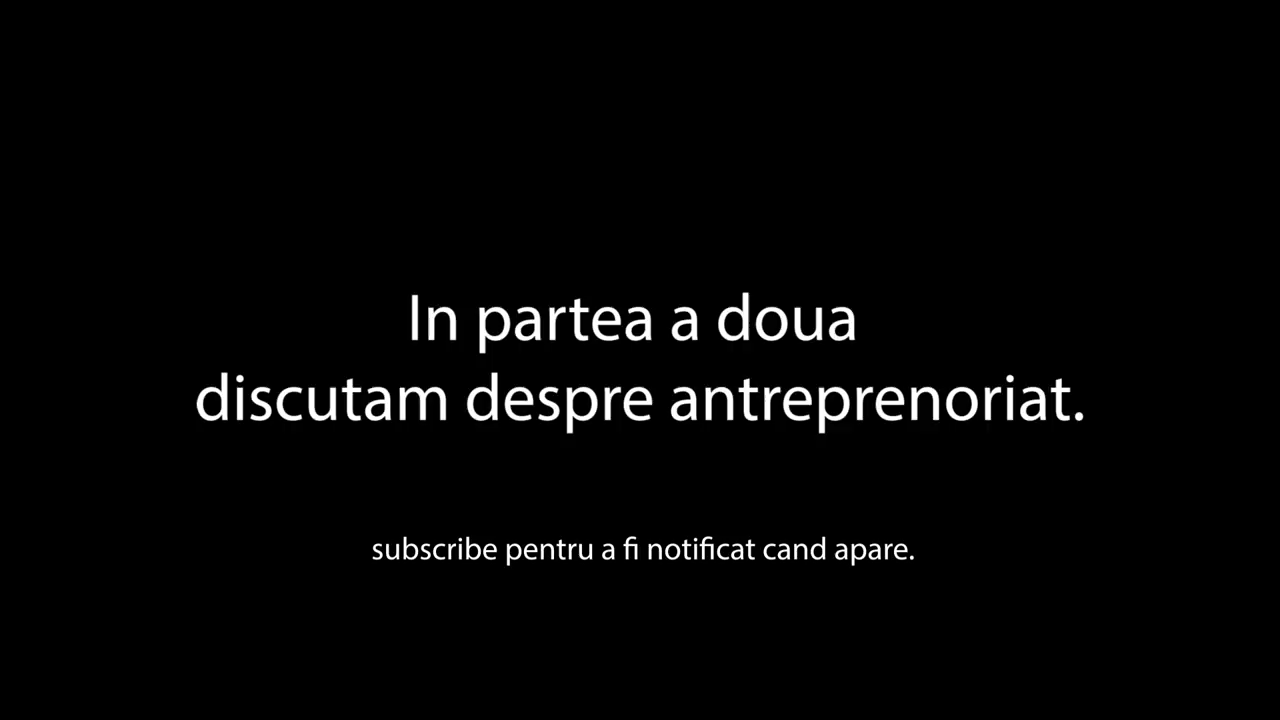 In partea a doua
discutam despre antreprenoriat.
subscribe pentru a fi notificat cand apare.